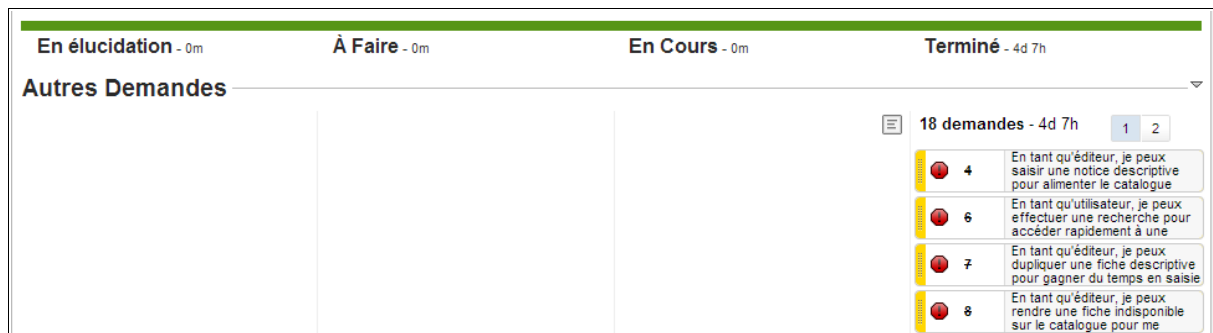 En élucidation - 0m À Faire - 0m En Cours - 0m Terminé - 4d 7h
Autres Demandes
18 demandes - 4d 7h 1 2
4 En tant qu'éditeur, je peux
saisir une notice descriptive
pour alimenter le catalogue
6 En tant qu'utilisateur, je peux
effectuer une recherche pour
accéder rapidement à une
7 En tant qu'éditeur, je peux
dupliquer une fiche descriptive
pour gagner du temps en saisie
8 En tant qu'éditeur, je peux
rendre une fiche indisponible
sur le catalogue pour me